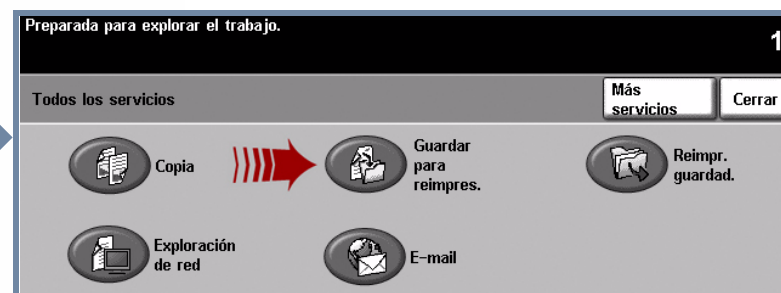 Preparada para explorar el trabajo.
1
Todos los servicios
Más
servicios
Cerrar
Copia
Guardar
para
reimpres.
Reimpr.
guardad.
Exploración
de red
E-mail